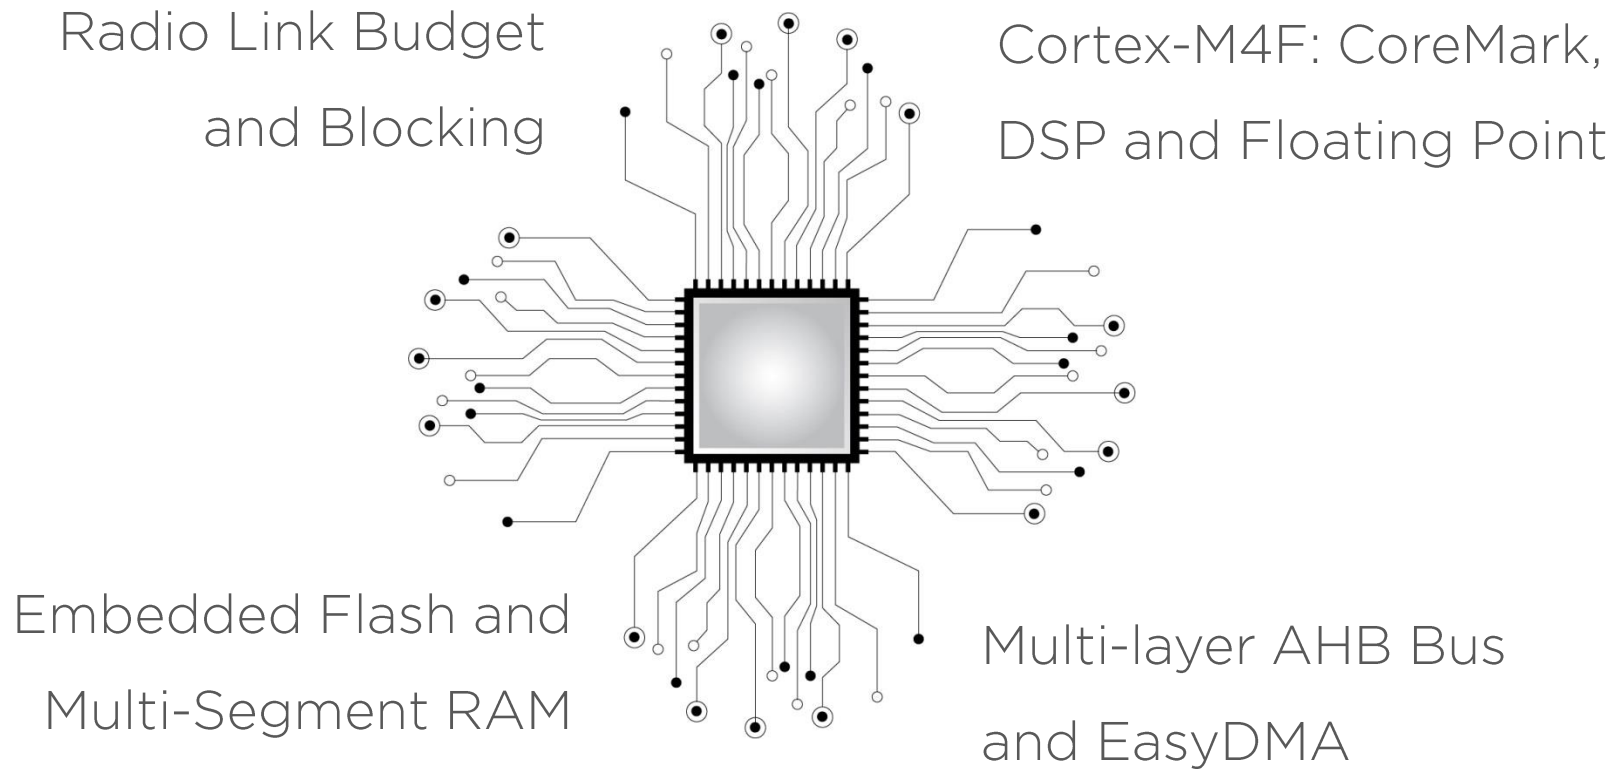 Radio Link Budget
and Blocking
Cortex-M4F: CoreMark,
DSP and Floating Point
Embedded Flash and
Multi-Segment RAM
Multi-layer AHB Bus
and EasyDMA